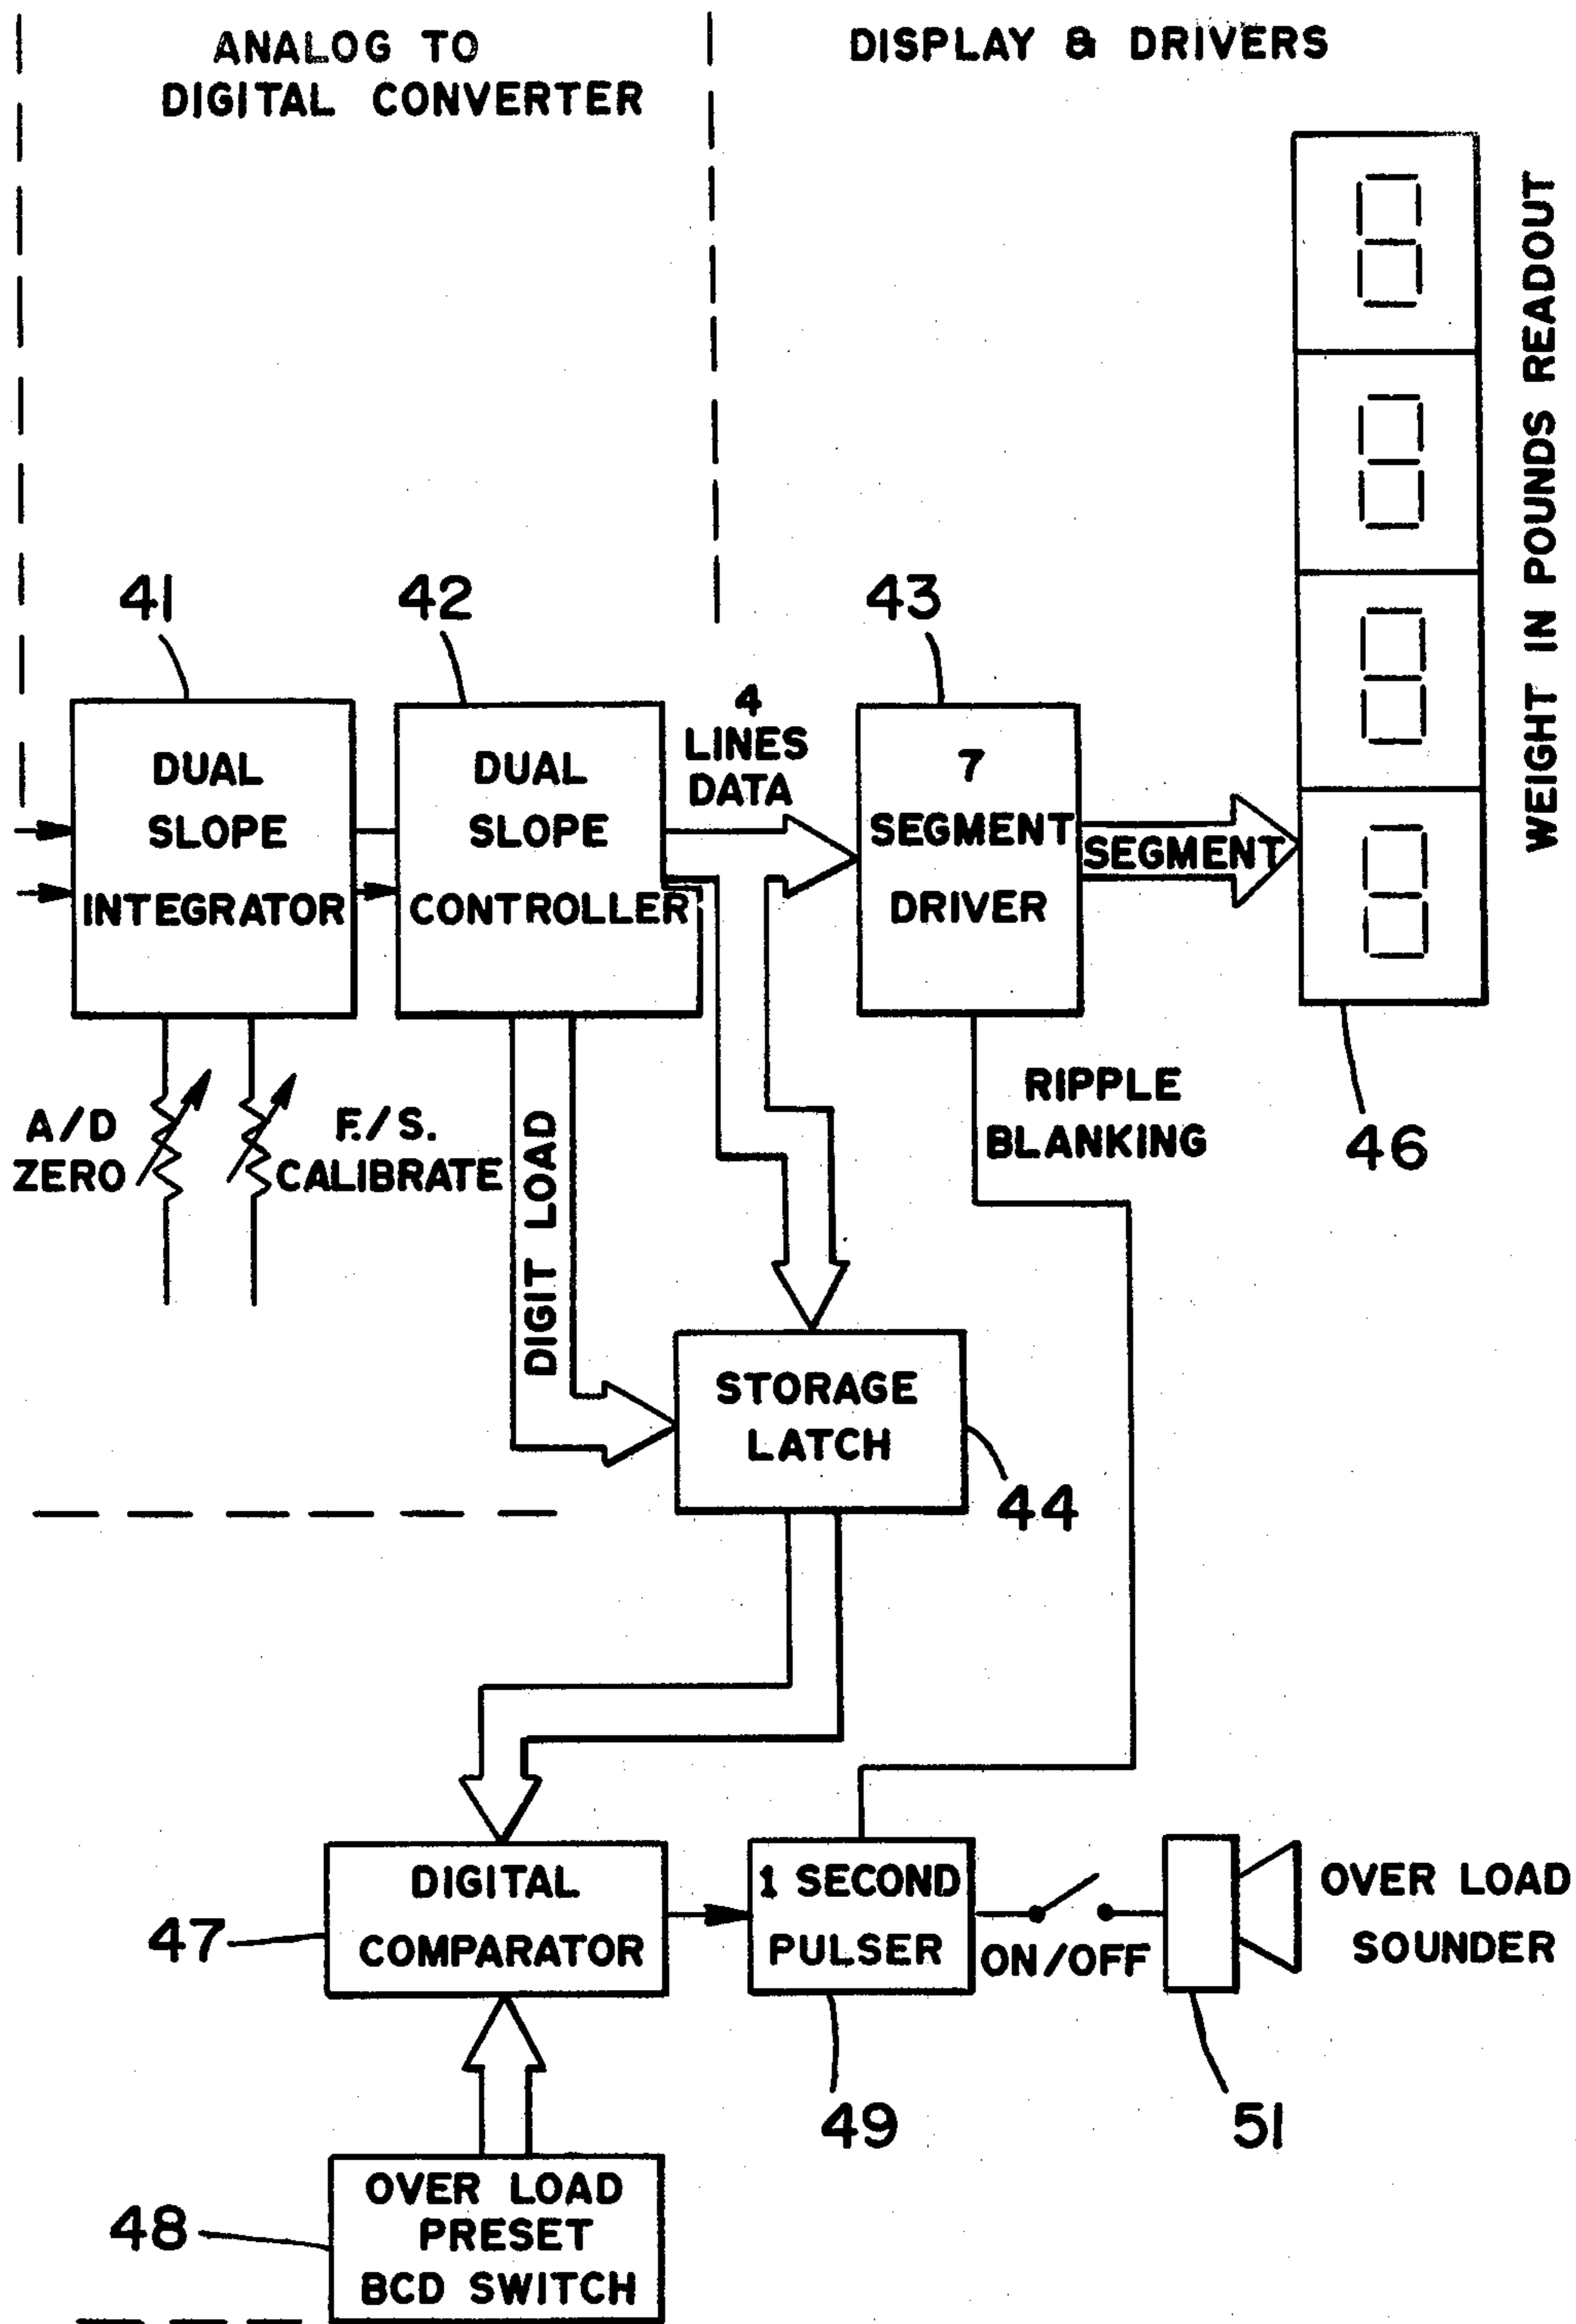 ANALOG TO
DIGITAL CONVERTER
DISPLAY & DRIVERS
WEIGHT IN POUNDS READOUT
41
42
43
4
LINES
DATA
DUAL
SLOPE
INTEGRATOR
DUAL
SLOPE
CONTROLLER
7
SEGMENT
DRIVER
SEGMENT
46
A/D
ZERO
F./S.
CALIBRATE
DIGIT LOAD
RIPPLE
BLANKING
STORAGE
LATCH
44
DIGITAL
COMPARATOR
47
1 SECOND
PULSER
ON/OFF
OVER LOAD
SOUNDER
49
51
48
OVER LOAD
PRESET
BCD SWITCH